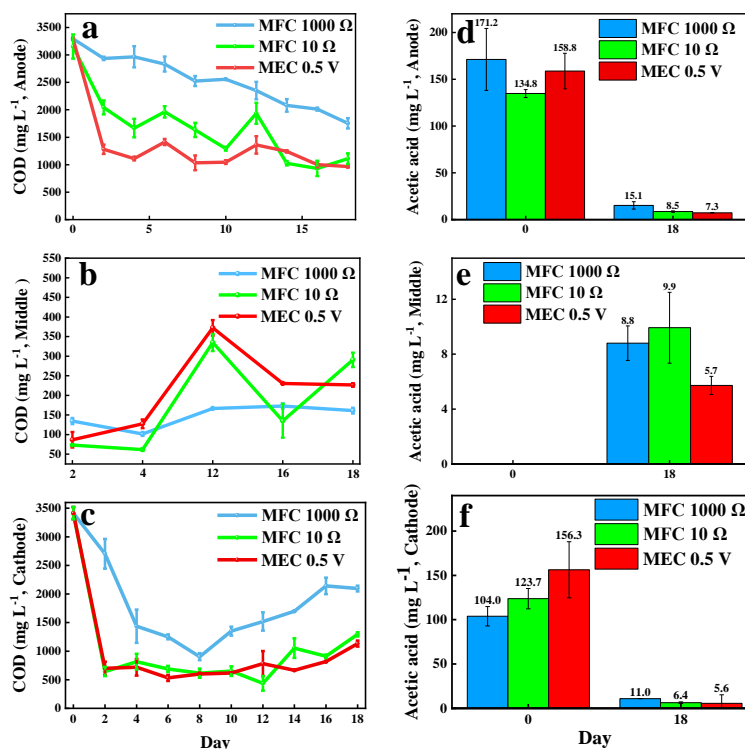 a
MFC 1000 Ω
MFC 10 Ω
MEC 0.5 V
COD (mg L⁻¹, Anode)
3500
3000
2500
2000
1500
1000
500
0
0
5
10
15
d
MFC 1000 Ω
MFC 10 Ω
MEC 0.5 V
Acetic acid (mg L⁻¹, Anode)
200
150
100
50
0
171.2
134.8
158.8
15.1
8.5
7.3
0
18
b
MFC 1000 Ω
MFC 10 Ω
MEC 0.5 V
COD (mg L⁻¹, Middle)
550
500
450
400
350
300
250
200
150
100
50
2
4
12
16
18
e
MFC 1000 Ω
MFC 10 Ω
MEC 0.5 V
Acetic acid (mg L⁻¹, Middle)
12
8
4
0
8.8
9.9
5.7
0
18
c
MFC 1000 Ω
MFC 10 Ω
MEC 0.5 V
COD (mg L⁻¹, Cathode)
3500
3000
2500
2000
1500
1000
500
0
0
2
4
6
8
10
12
14
16
18
Day
f
MFC 1000 Ω
MFC 10 Ω
MEC 0.5 V
Acetic acid (mg L⁻¹, Cathode)
200
150
100
50
0
104.0
123.7
156.3
11.0
6.4
5.6
0
18
Day